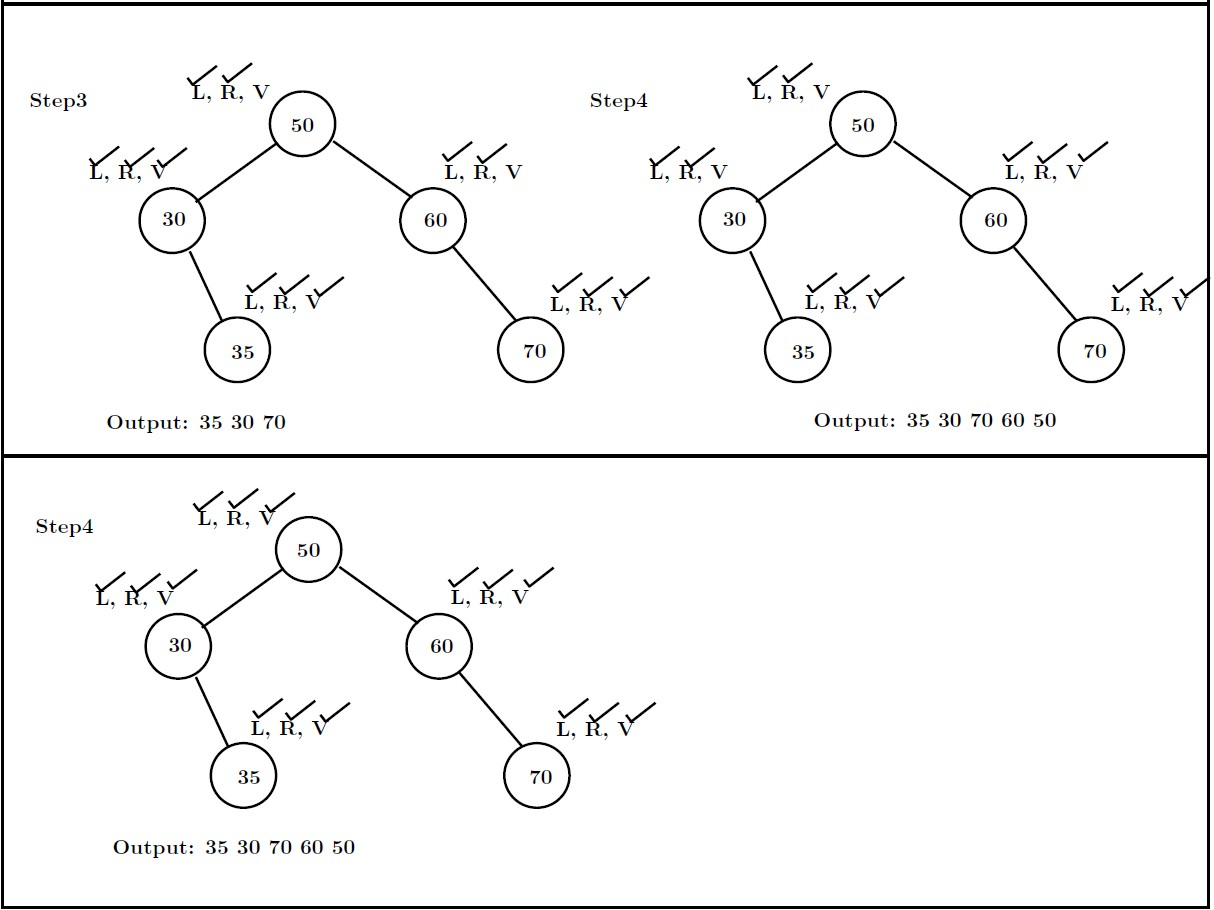 Step3
L, R, V
50
L, R, V
L, R, V
30
60
L, R, V
L, R, V
35
70
Output: 35 30 70
Step4
L, R, V
50
L, R, V
L, R, V
30
60
L, R, V
L, R, V
35
70
Output: 35 30 70 60 50
Step4
L, R, V
50
L, R, V
L, R, V
30
60
L, R, V
L, R, V
35
70
Output: 35 30 70 60 50